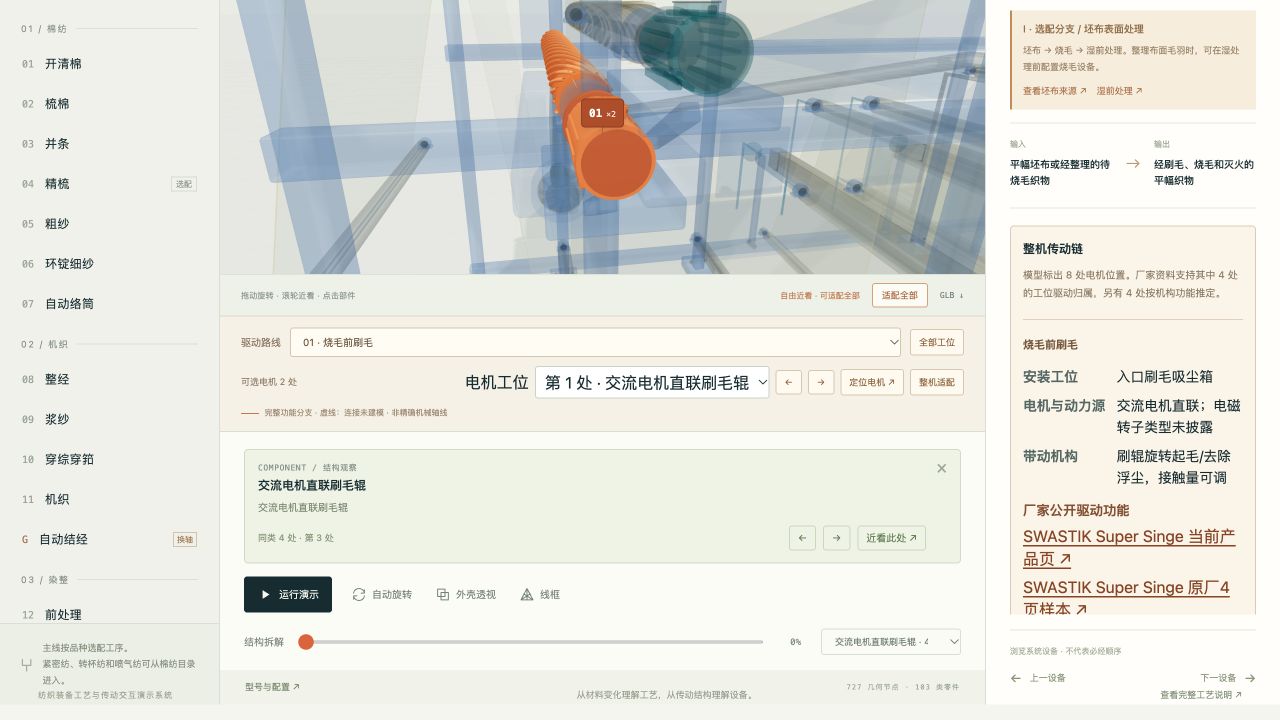 01 / 棉纺
01 开清棉
02 梳棉
03 并条
04 精梳 选配
05 粗纱
06 环锭细纱
07 自动络筒
02 / 机织
08 整经
09 浆纱
10 穿综穿筘
11 机织
G 自动结经 换轴
03 / 染整
12 前处理
主线按品种选配工序。
紧密纺、转杯纺和喷气纺可从棉纺目录
进入。
纺织装备工艺与传动交互演示系统
01 ×2
拖动旋转 · 滚轮近看 · 点击部件
自由近看 · 可适配全部
适配全部
GLB ↓
驱动路线
01 · 烧毛前刷毛
全部工位
可选电机 2 处
电机工位
第 1 处 · 交流电机直联刷毛辊
← → 定位电机 ↗ 整机适配
完整功能分支 · 虚线：连接未建模 · 非精确机械轴线
COMPONENT / 结构观察
交流电机直联刷毛辊
交流电机直联刷毛辊
同类 4 处 · 第 3 处
← → 近看此处 ↗
运行演示 自动旋转 外壳透视 线框
结构拆解 0% 交流电机直联刷毛辊 · 4
型号与配置 ↗
从材料变化理解工艺，从传动结构理解设备。
727 几何节点 · 103 类零件
I · 选配分支 / 坯布表面处理
坯布 → 烧毛 → 湿前处理。整理布面毛羽时，可在湿处
理前配置烧毛设备。
查看坯布来源 ↗ 湿前处理 ↗
输入
平幅坯布或经整理的待
烧毛织物
→
输出
经刷毛、烧毛和灭火的
平幅织物
整机传动链
模型标出 8 处电机位置。厂家资料支持其中 4 处
的工位驱动归属，另有 4 处按机构功能推定。
烧毛前刷毛
安装工位 入口刷毛吸尘箱
电机与动力源 交流电机直联；电磁
转子类型未披露
带动机构 刷辊旋转起毛/去除
浮尘，接触量可调
厂家公开驱动功能
SWASTIK Super Singe 当前产
品页 ↗
SWASTIK Super Singe 原厂4
页样本 ↗
浏览系统设备 · 不代表必经顺序
← 上一设备
下一设备 →
查看完整工艺说明 ↗